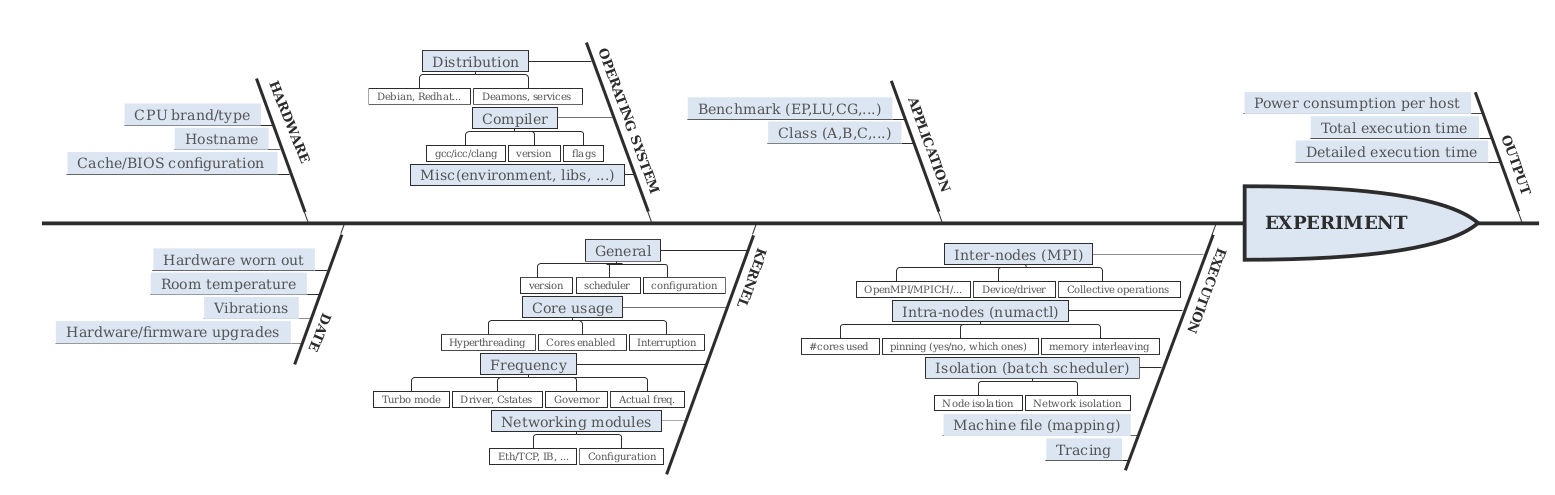 HARDWARE
CPU brand/type
Hostname
Cache/BIOS configuration
OPERATING SYSTEM
Distribution
Debian, Redhat...
Deamons, services
Compiler
gcc/icc/clang
version
flags
Misc(environment, libs, ...)
APPLICATION
Benchmark (EP,LU,CG,...)
Class (A,B,C,...)
OUTPUT
Power consumption per host
Total execution time
Detailed execution time
EXPERIMENT
DATE
Hardware worn out
Room temperature
Vibrations
Hardware/firmware upgrades
KERNEL
General
version
scheduler
configuration
Core usage
Hyperthreading
Cores enabled
Interruption
Frequency
Turbo mode
Driver, Cstates
Governor
Actual freq.
Networking modules
Eth/TCP, IB, ...
Configuration
EXECUTION
Inter-nodes (MPI)
OpenMPI/MPICH/...
Device/driver
Collective operations
Intra-nodes (numactl)
#cores used
pinning (yes/no, which ones)
memory interleaving
Isolation (batch scheduler)
Node isolation
Network isolation
Machine file (mapping)
Tracing